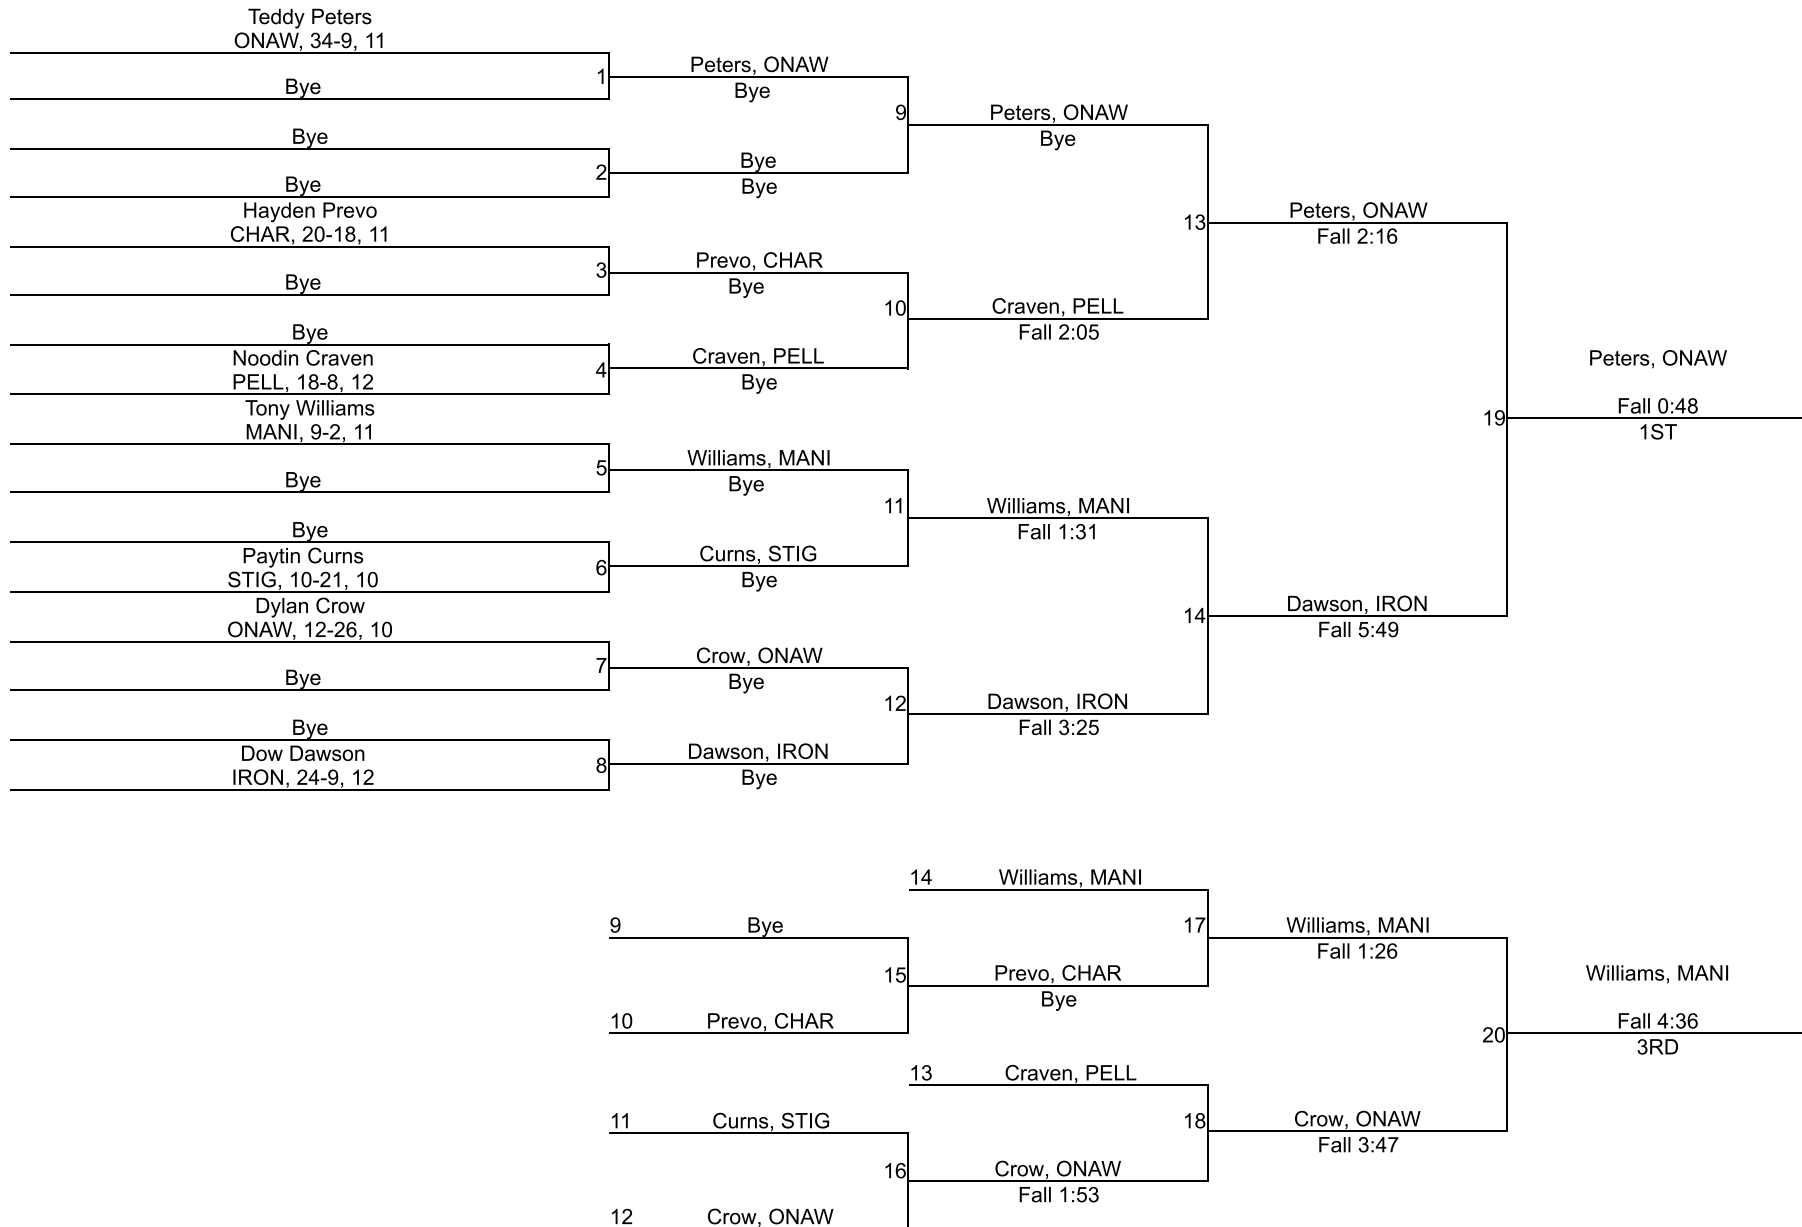 Teddy Peters
ONAW, 34-9, 11
Bye
1
Bye
Bye
2
Hayden Prevo
CHAR, 20-18, 11
Bye
3
Bye
Noodin Craven
PELL, 18-8, 12
4
Tony Williams
MANI, 9-2, 11
Bye
5
Bye
Paytin Curns
STIG, 10-21, 10
6
Dylan Crow
ONAW, 12-26, 10
Bye
7
Bye
Dow Dawson
IRON, 24-9, 12
8
Peters, ONAW
Bye
9
Bye
Bye
Prevo, CHAR
Bye
10
Craven, PELL
Bye
Williams, MANI
Bye
11
Curns, STIG
Bye
Crow, ONAW
Bye
12
Dawson, IRON
Bye
Peters, ONAW
Bye
13
Craven, PELL
Fall 2:05
Williams, MANI
Fall 1:31
14
Dawson, IRON
Fall 3:25
Peters, ONAW
Fall 2:16
19
Dawson, IRON
Fall 5:49
Peters, ONAW
Fall 0:48
1ST
14 Williams, MANI
9 Bye
15
10 Prevo, CHAR
17
Prevo, CHAR
Bye
13 Craven, PELL
11 Curns, STIG
16
12 Crow, ONAW
18
Crow, ONAW
Fall 1:53
Williams, MANI
Fall 1:26
20
Crow, ONAW
Fall 3:47
Williams, MANI
Fall 4:36
3RD